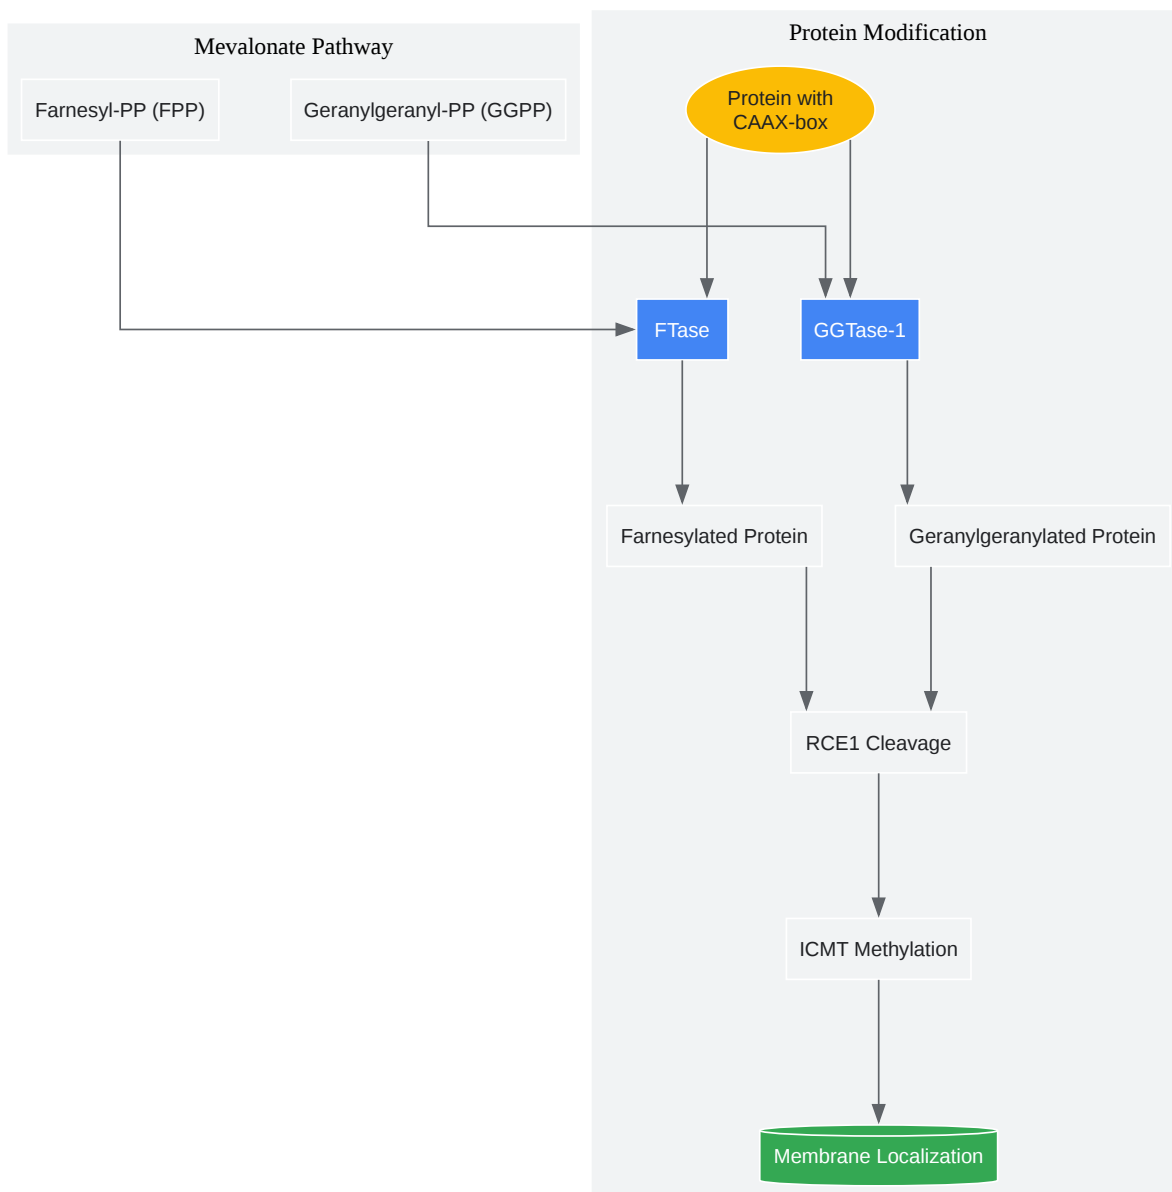 Mevalonate Pathway
Protein Modification
Farnesyl-PP (FPP)
Geranylgeranyl-PP (GGPP)
Protein with
CAAX-box
FTase
GGTase-1
Farnesylated Protein
Geranylgeranylated Protein
RCE1 Cleavage
ICMT Methylation
Membrane Localization